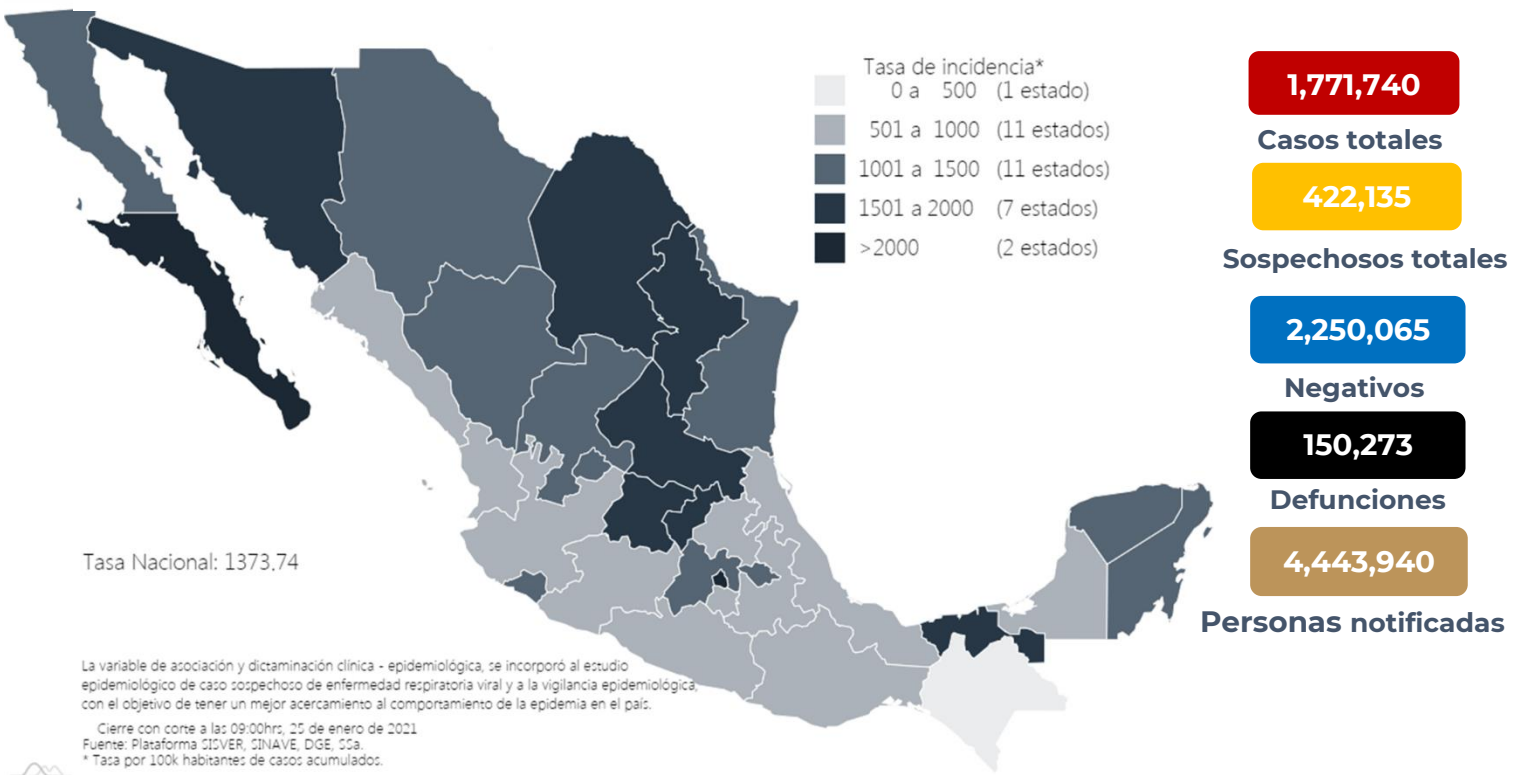 Tasa de incidencia*
0 a 500 (1 estado)
501 a 1000 (11 estados)
1001 a 1500 (11 estados)
1501 a 2000 (7 estados)
>2000 (2 estados)
1,771,740
Casos totales
422,135
Sospechosos totales
2,250,065
Negativos
150,273
Defunciones
4,443,940
Personas notificadas
Tasa Nacional: 1373.74
La variable de asociación y dictaminación clínica - epidemiológica, se incorporó al estudio
epidemiológico de caso sospechoso de enfermedad respiratoria viral y a la vigilancia epidemiológica,
con el objetivo de tener un mejor acercamiento al comportamiento de la epidemia en el país.
Cierre con corte a las 09:00hrs, 25 de enero de 2021
Fuente: Plataforma SISVER, SINAVE, DGE, SSa.
* Tasa por 100k habitantes de casos acumulados.